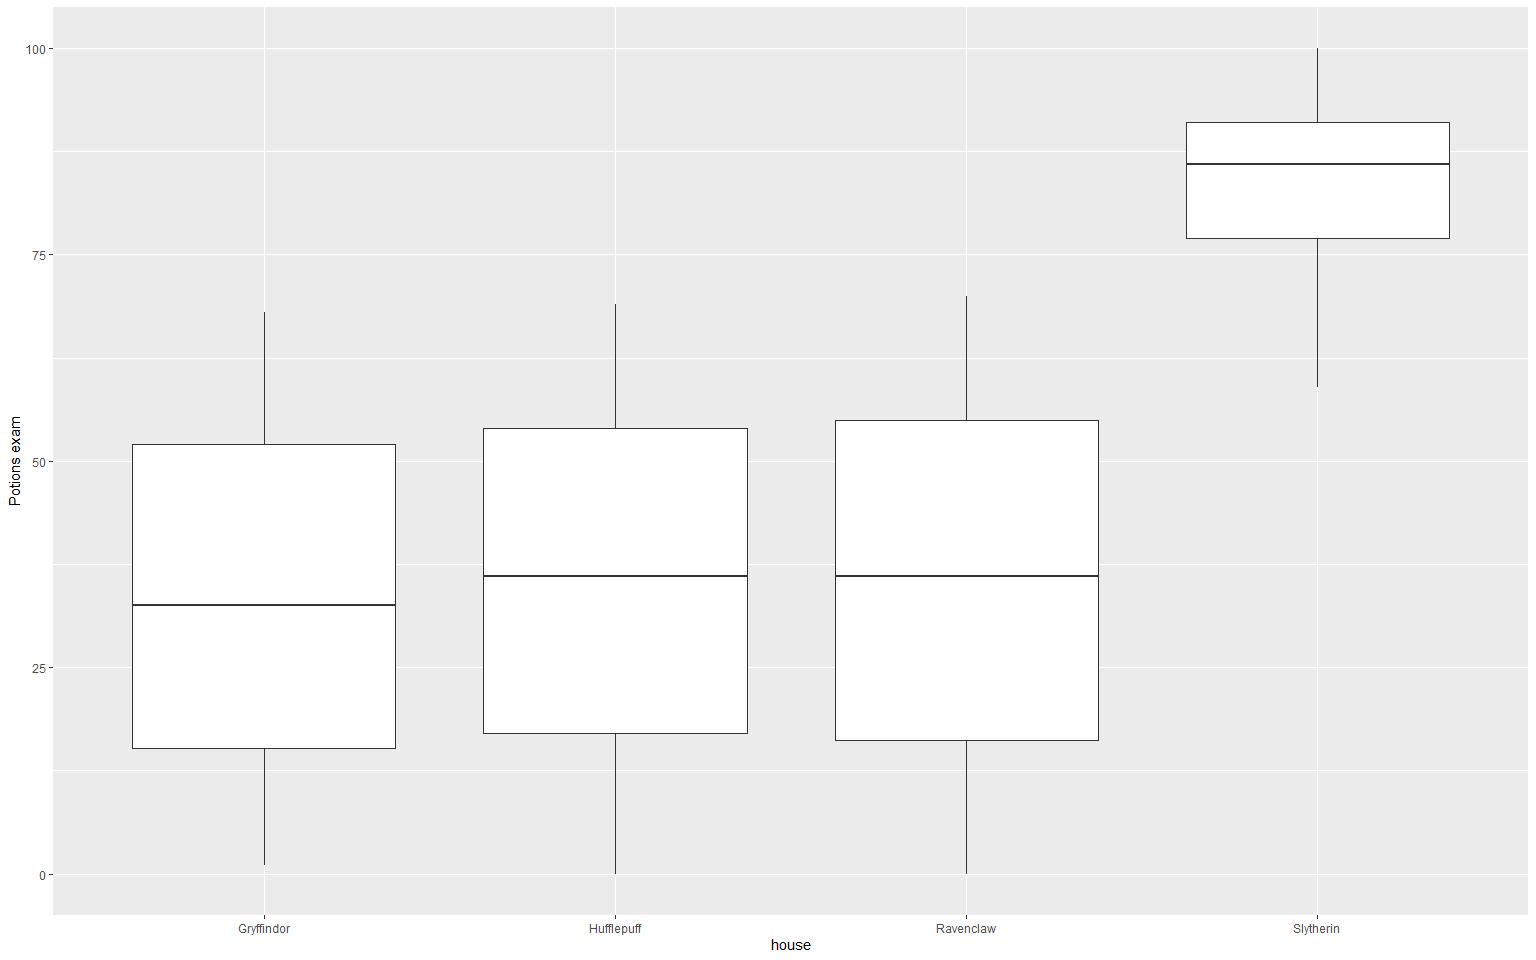 100
75
50
25
0
Potions exam
Gryffindor
Hufflepuff
Ravenclaw
Slytherin
house